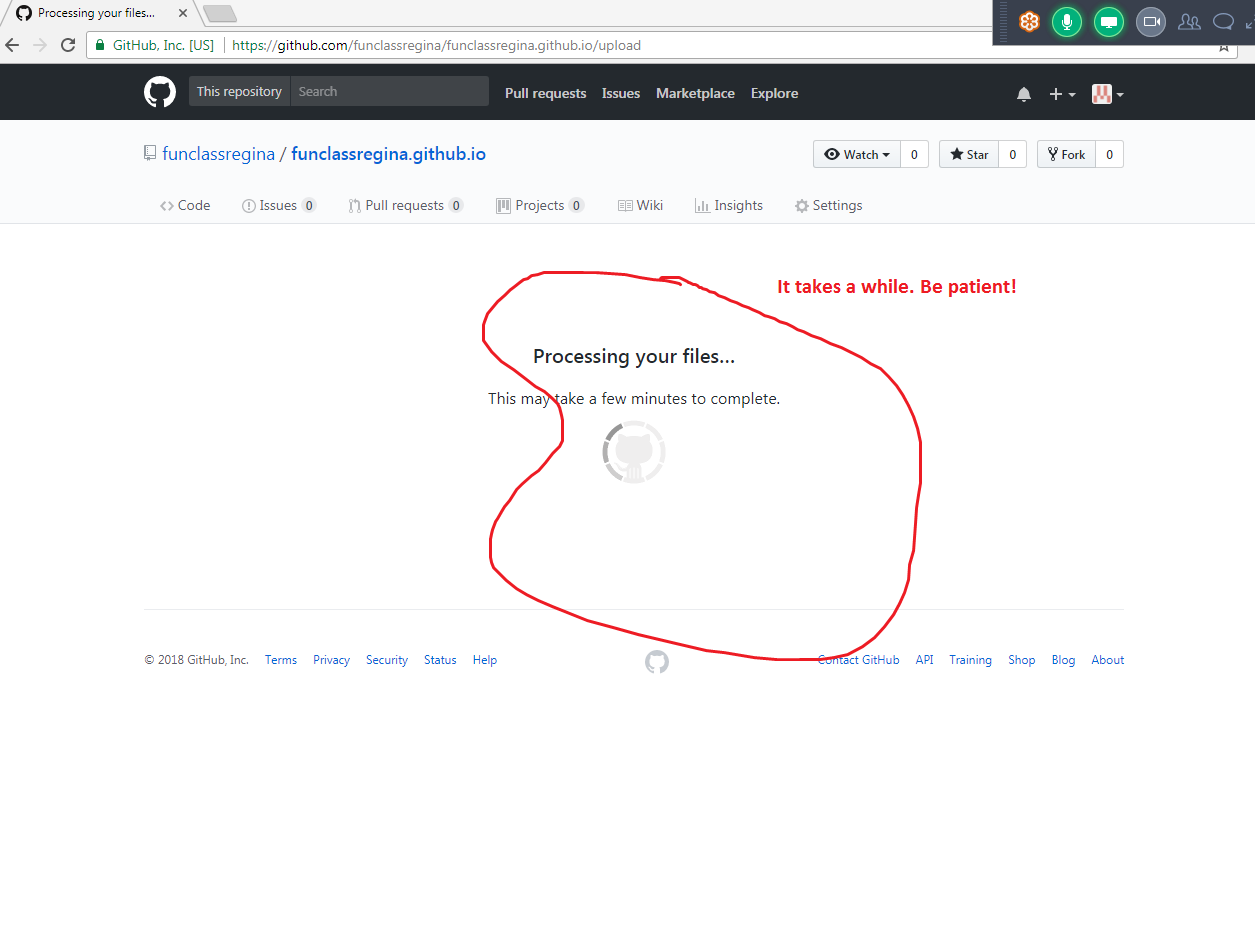 Processing your files...
GitHub, Inc. [US] https://github.com/funclassregina/funclassregina.github.io/upload
This repository Search Pull requests Issues Marketplace Explore
funclassregina / funclassregina.github.io
Watch 0 Star 0 Fork 0
Code Issues 0 Pull requests 0 Projects 0 Wiki Insights Settings
It takes a while. Be patient!
Processing your files...
This may take a few minutes to complete.
© 2018 GitHub, Inc. Terms Privacy Security Status Help Contact GitHub API Training Shop Blog About